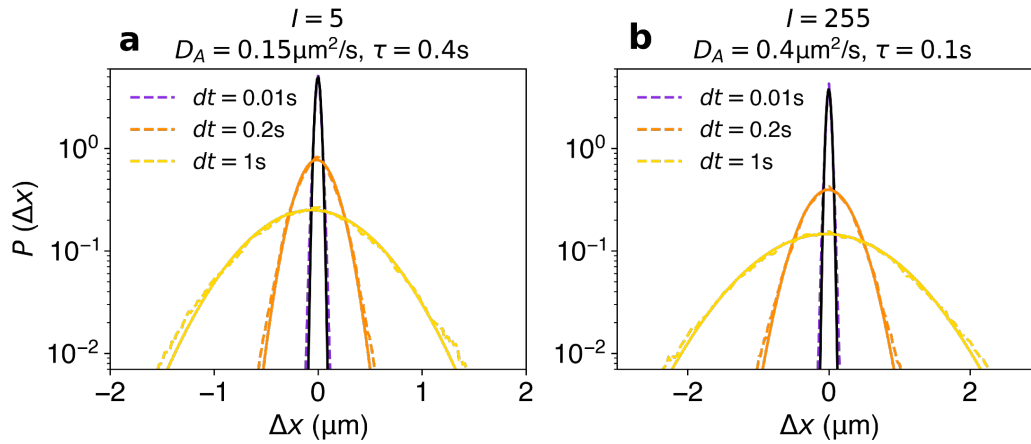 a
I = 5
D_A = 0.15µm²/s, τ = 0.4s
dt = 0.01s
dt = 0.2s
dt = 1s
P (Δx)
10⁰
10⁻¹
10⁻²
−2
−1
0
1
2
Δx (µm)
b
I = 255
D_A = 0.4µm²/s, τ = 0.1s
dt = 0.01s
dt = 0.2s
dt = 1s
10⁰
10⁻¹
10⁻²
−2
0
2
Δx (µm)